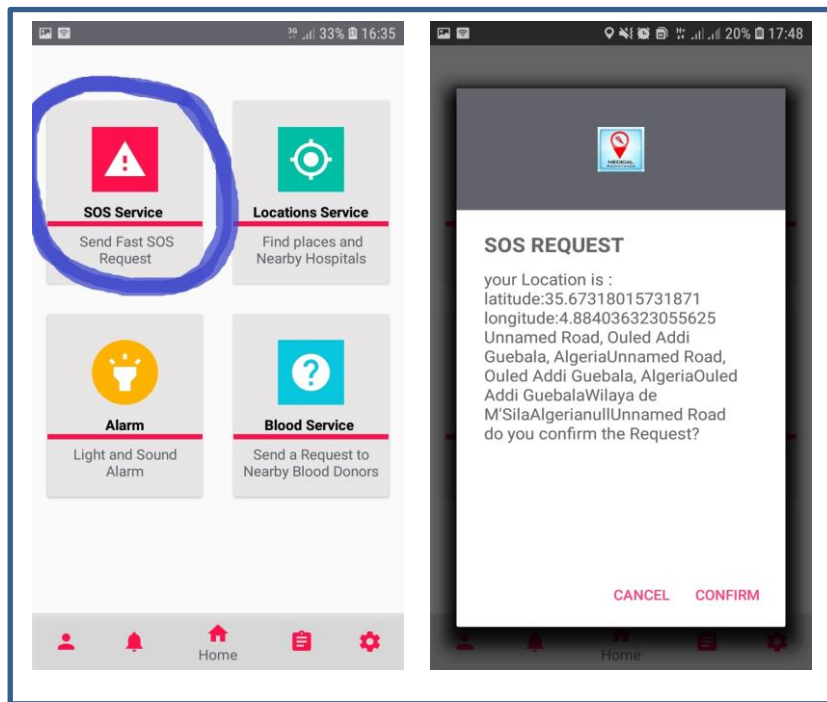 3G 33% 16:35
SOS Service
Send Fast SOS
Request
Locations Service
Find places and
Nearby Hospitals
Alarm
Light and Sound
Alarm
Blood Service
Send a Request to
Nearby Blood Donors
Home
20% 17:48
MEDICAL
SOS REQUEST
your Location is :
latitude:35.67318015731871
longitude:4.884036323055625
Unnamed Road, Ouled Addi
Guebala, AlgeriaUnnamed Road,
Ouled Addi Guebala, AlgeriaOuled
Addi GuebalaWilaya de
M'SilaAlgerianullUnnamed Road
do you confirm the Request?
CANCEL CONFIRM
Home